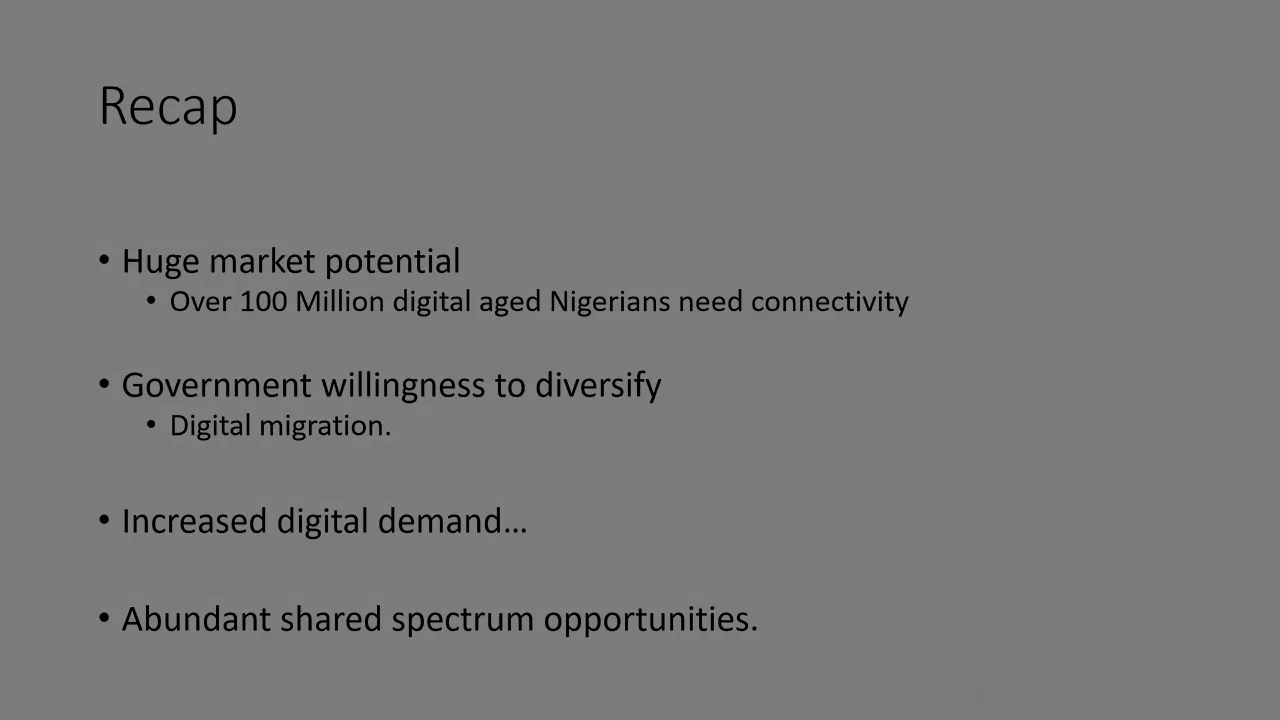 Recap
• Huge market potential
• Over 100 Million digital aged Nigerians need connectivity
• Government willingness to diversify
• Digital migration.
• Increased digital demand…
• Abundant shared spectrum opportunities.